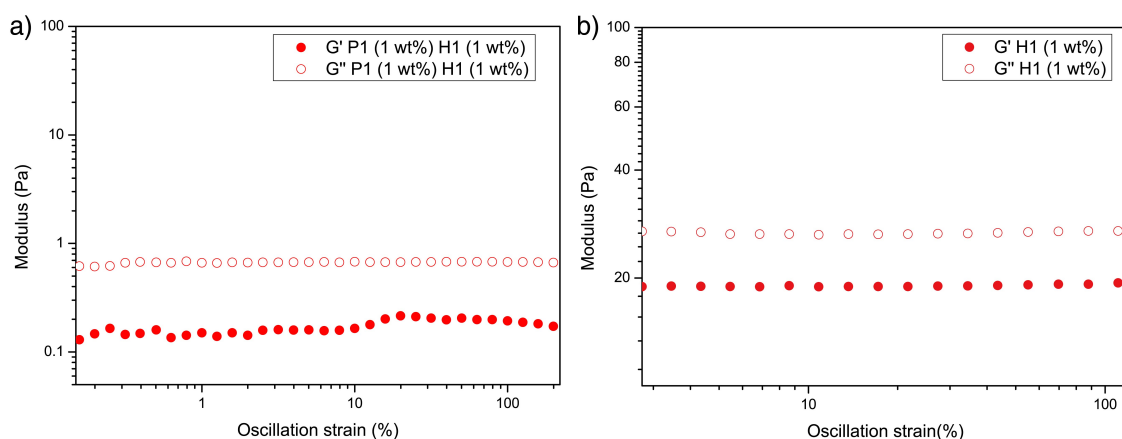 a)
G' P1 (1 wt%) H1 (1 wt%)
G'' P1 (1 wt%) H1 (1 wt%)
Modulus (Pa)
100
10
1
0.1
1
10
100
Oscillation strain (%)
b)
G' H1 (1 wt%)
G'' H1 (1 wt%)
Modulus (Pa)
100
80
60
40
20
10
100
Oscillation strain(%)